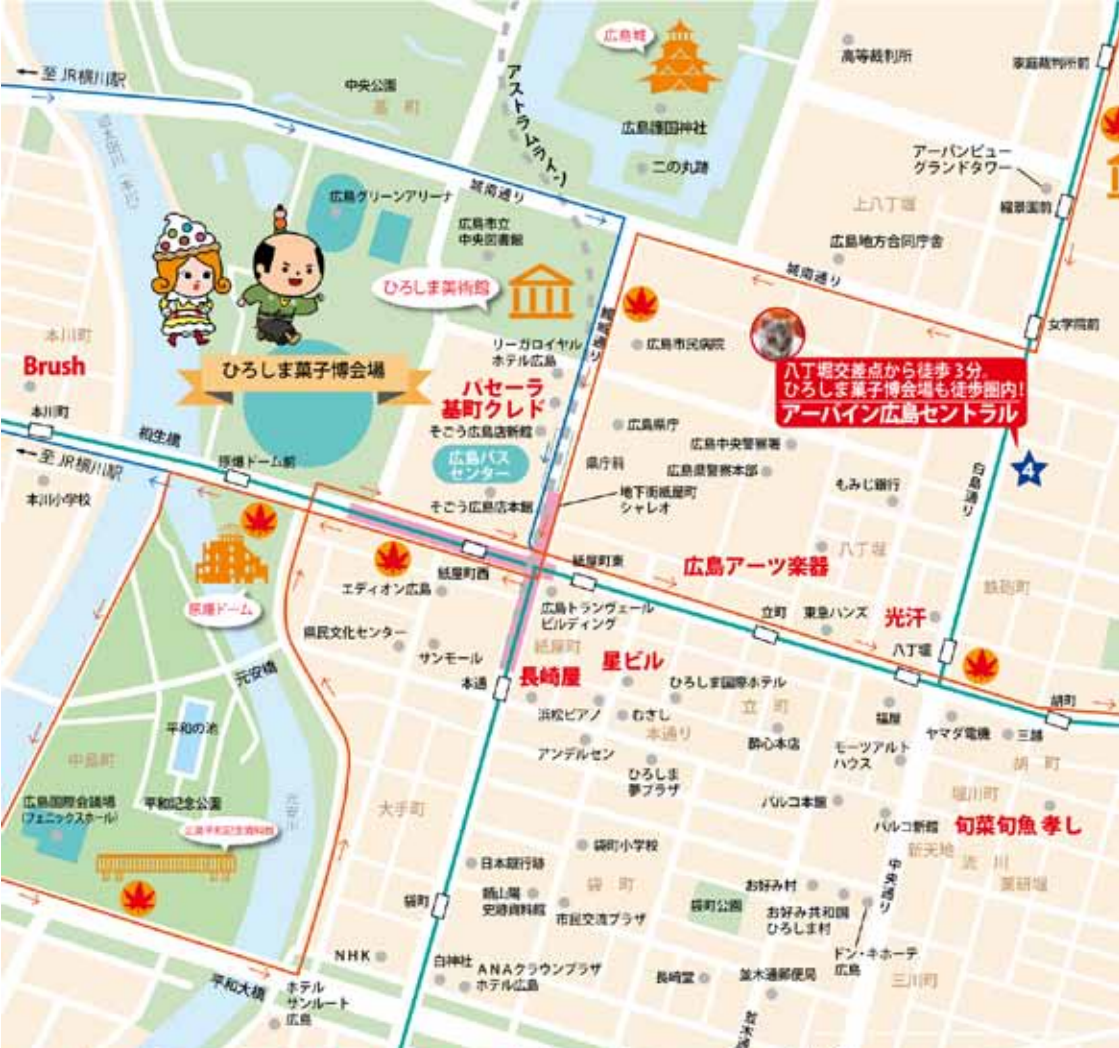 広島城
高等裁判所
家庭裁判所前
← 至 JR横川駅
中央公園
基 町
アストラムライン
広島護国神社
二の丸跡
アーバンビュー
グランドタワー
縮景園前
上八丁堀
広島地方合同庁舎
城南通り
広島グリーンアリーナ
広島市立
中央図書館
ひろしま美術館
城南通り
女学院前
鯉城通り
本川町
Brush
本川町
ひろしま菓子博会場
リーガロイヤル
ホテル広島
広島市民病院
八丁堀交差点から徒歩3分。
ひろしま菓子博会場も徒歩圏内!
アーバイン広島セントラル
パセーラ
基町クレド
そごう広島店新館
広島バス
センター
そごう広島店本館
広島県庁
広島中央警察署
県庁前
広島県警察本部
地下街紙屋町
シャレオ
もみじ銀行
白島通り
4
相生橋
← 至 JR横川駅
原爆ドーム前
本川小学校
八丁堀
鉄砲町
紙屋町西
紙屋町東
エディオン広島
広島アーツ楽器
原爆ドーム
広島トランヴェール
ビルディング
立町
東急ハンズ
光汗
八丁堀
県民文化センター
サンモール
紙屋町
本通
長崎屋
星ビル
ひろしま国際ホテル
元安橋
浜松ピアノ
むさし
立 町
福屋
ヤマダ電機
三越
胡町
平和の池
アンデルセン
本通り
酔心本店
モーツアルト
ハウス
胡 町
中島町
ひろしま
夢プラザ
広島国際会議場
(フェニックスホール)
平和記念公園
元安川
大手町
パルコ本館
パルコ新館
堀川町
旬菜旬魚 孝し
広島平和記念資料館
新天地
流 川
薬研堀
袋町小学校
日本銀行跡
袋 町
頼山陽
史跡資料館
市民交流プラザ
袋町
袋町公園
お好み村
お好み共和国
ひろしま村
中央通り
ドン・キホーテ
広島
NHK
白神社
ANAクラウンプラザ
ホテル広島
長崎堂
並木通郵便局
三川町
平和大橋
ホテル
サンルート
広島
並木通